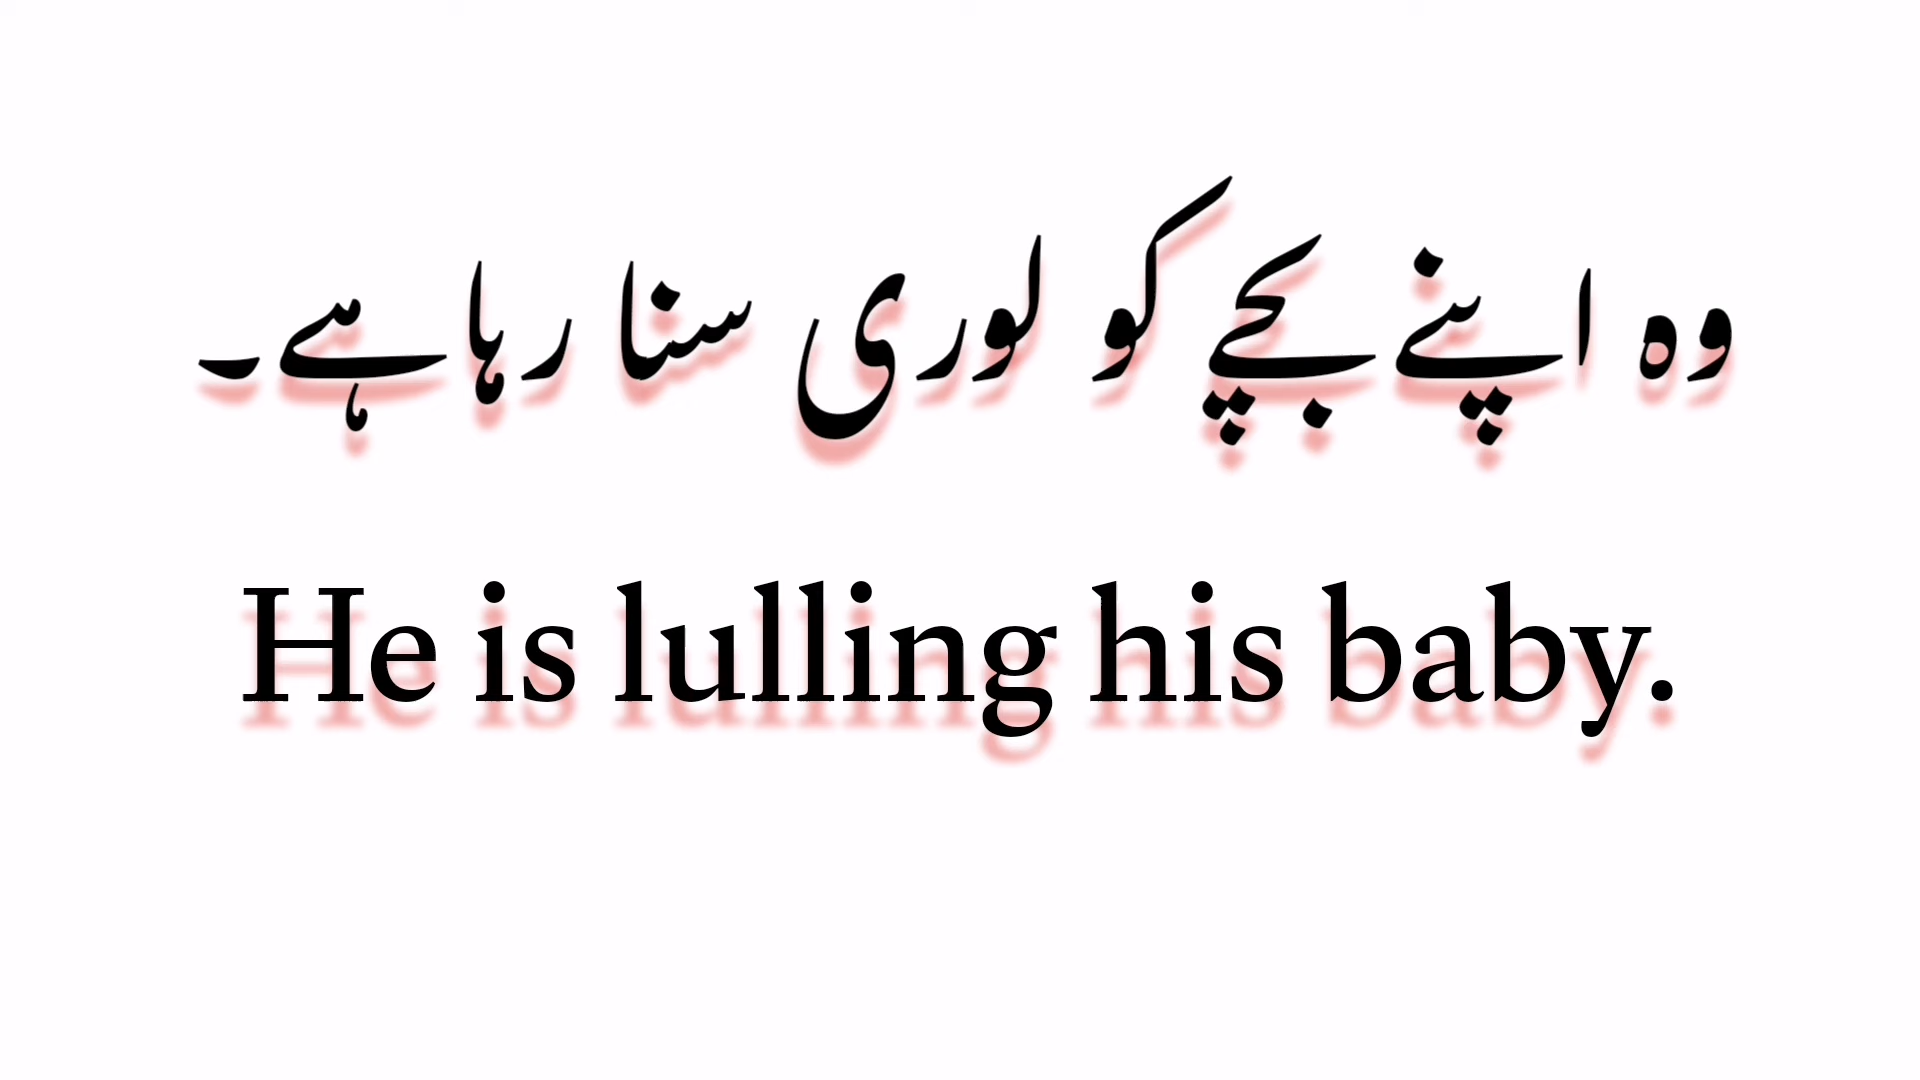 وہ اپنے بچے کو لوری سنا رہا ہے۔
He is lulling his baby.